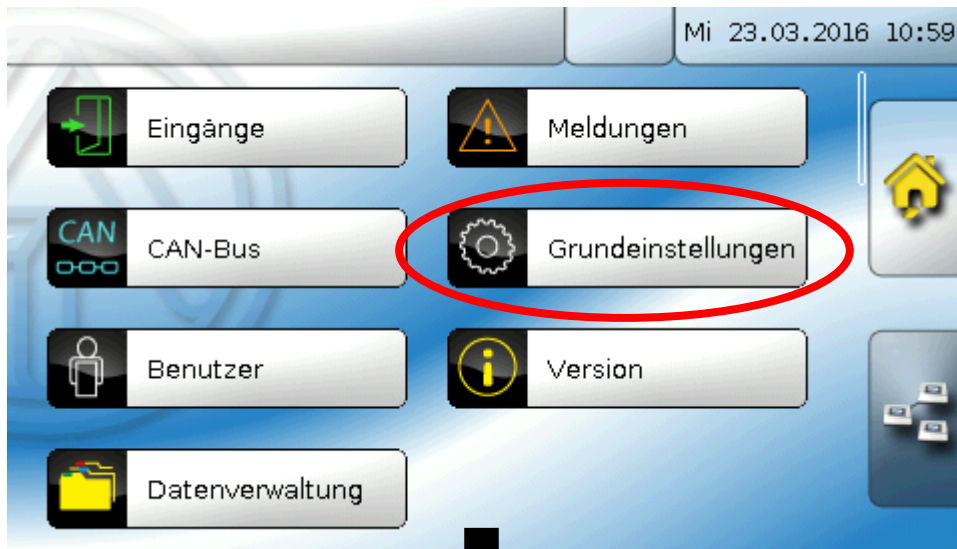 Mi 23.03.2016 10:59
Eingänge
Meldungen
CAN
CAN-Bus
Grundeinstellungen
Benutzer
Version
Datenverwaltung